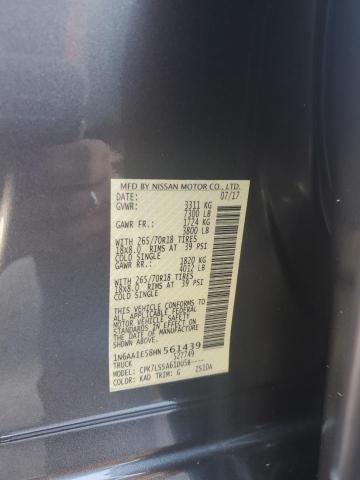 MFD BY NISSAN MOTOR CO., LTD.
DATE: 07/17
GVWR: 3311 KG
7300 LB
GAWR FR.: 1724 KG
3800 LB
WITH 265/70R18 TIRES
18X8.0 RIMS AT 39 PSI
COLD SINGLE
GAWR RR.: 1820 KG
4012 LB
WITH 265/70R18 TIRES
18X8.0 RIMS AT 39 PSI
COLD SINGLE
THIS VEHICLE CONFORMS TO ALL
APPLICABLE FEDERAL MOTOR
VEHICLE SAFETY STANDARDS IN
EFFECT ON THE DATE OF
MANUFACTURE SHOWN ABOVE.
1N6AA1E58HN561439
TRUCK 527749
MODEL:
COLOR: KAD TRIM: G